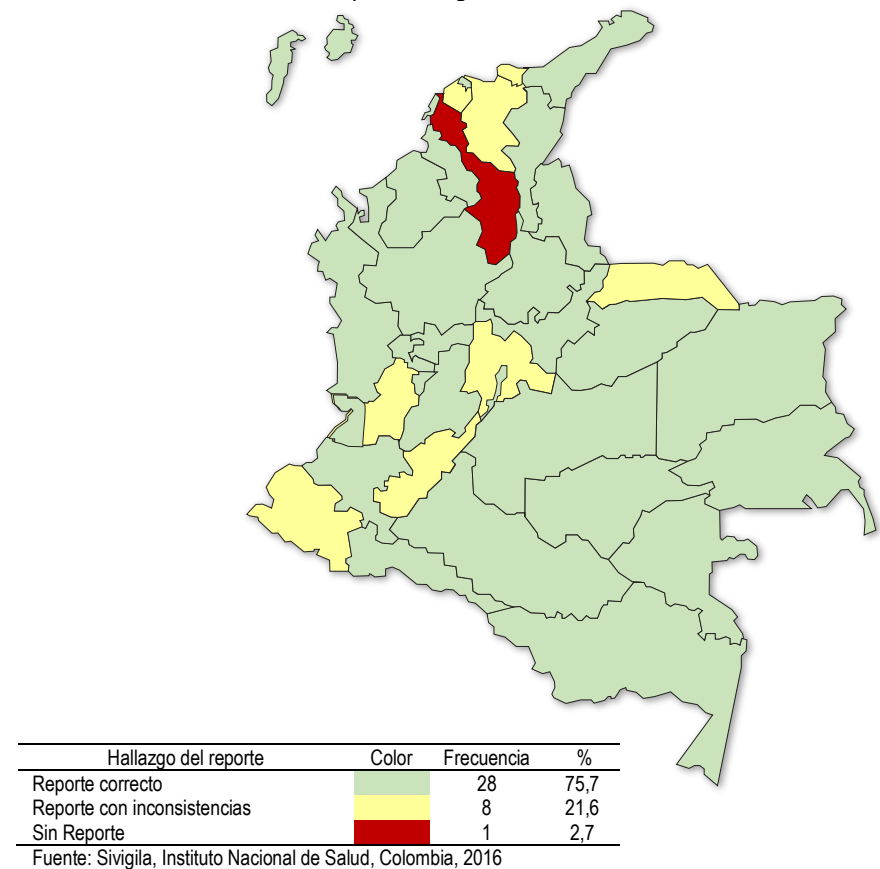 Hallazgo del reporte Color Frecuencia %
Reporte correcto 28 75,7
Reporte con inconsistencias 8 21,6
Sin Reporte 1 2,7
Fuente: Sivigila, Instituto Nacional de Salud, Colombia, 2016